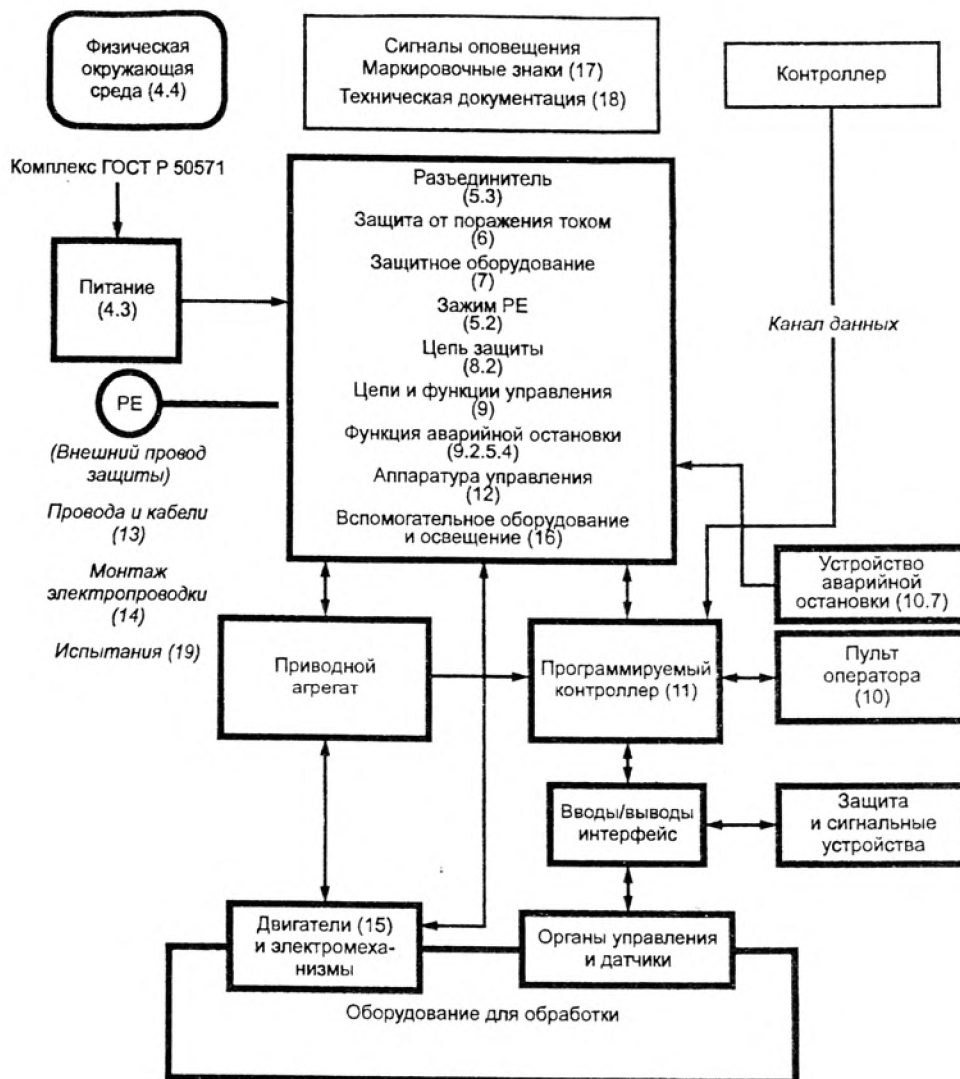 Физическая
окружающая
среда (4.4)
Сигналы оповещения
Маркировочные знаки (17)
Техническая документация (18)
Контроллер
Комплекс ГОСТ Р 50571
Питание
(4.3)
PE
(Внешний провод
защиты)
Провода и кабели
(13)
Монтаж
электропроводки
(14)
Испытания (19)
Разъединитель
(5.3)
Защита от поражения током
(6)
Защитное оборудование
(7)
Зажим PE
(5.2)
Цепь защиты
(8.2)
Цепи и функции управления
(9)
Функция аварийной остановки
(9.2.5.4)
Аппаратура управления
(12)
Вспомогательное оборудование
и освещение (16)
Канал данных
Устройство
аварийной
остановки (10.7)
Приводной
агрегат
Программируемый
контроллер (11)
Пульт
оператора
(10)
Вводы/выводы
интерфейс
Защита
и сигнальные
устройства
Двигатели (15)
и электромеха-
низмы
Органы управления
и датчики
Оборудование для обработки